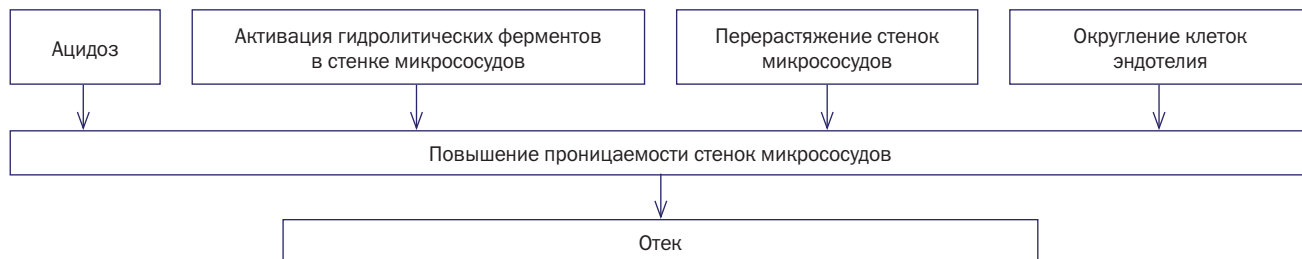 Ацидоз
Активация гидролитических ферментов
в стенке микрососудов
Перерастяжение стенок
микрососудов
Округление клеток
эндотелия
Повышение проницаемости стенок микрососудов
Отек